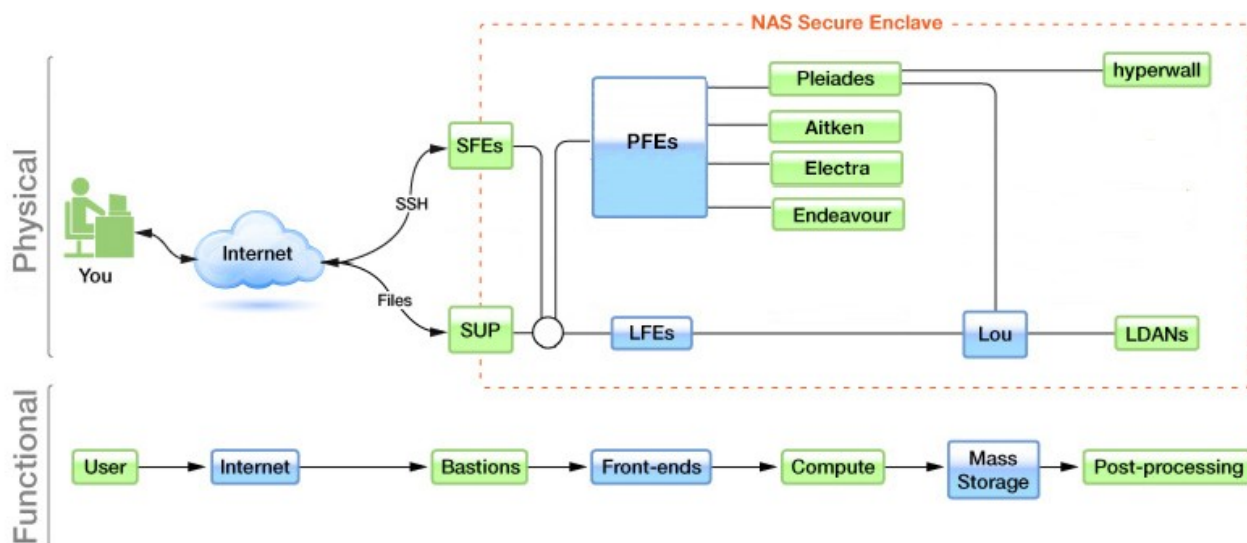 NAS Secure Enclave
Physical
You
Internet
SSH
Files
SFEs
SUP
PFEs
Pleiades
Aitken
Electra
Endeavour
hyperwall
LFEs
Lou
LDANs
Functional
User
Internet
Bastions
Front-ends
Compute
Mass
Storage
Post-processing